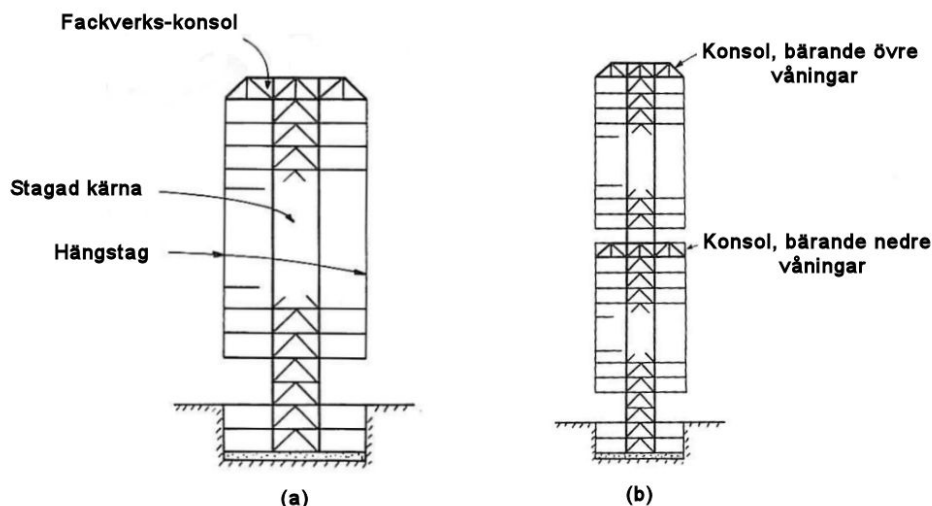 Fackverks-konsol
Stagad kärna
Hängstag
(a)
Konsol, bärande övre
våningar
Konsol, bärande nedre
våningar
(b)